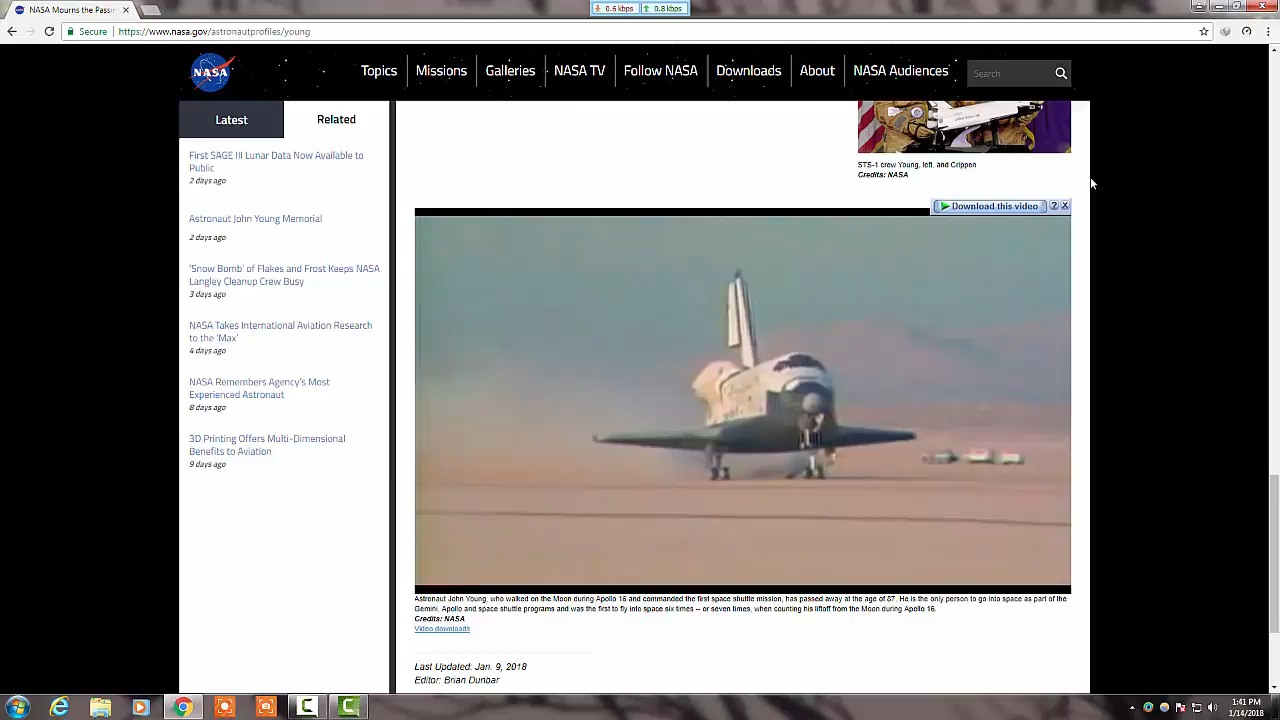 NASA Mourns the Passi
0.6 kbps
0.8 kbps
Secure
https://www.nasa.gov/astronautprofiles/young
NASA
Topics
Missions
Galleries
NASA TV
Follow NASA
Downloads
About
NASA Audiences
Search
Latest
Related
First SAGE III Lunar Data Now Available to
Public
2 days ago
Astronaut John Young Memorial
2 days ago
'Snow Bomb' of Flakes and Frost Keeps NASA
Langley Cleanup Crew Busy
3 days ago
NASA Takes International Aviation Research
to the 'Max'
4 days ago
NASA Remembers Agency's Most
Experienced Astronaut
8 days ago
3D Printing Offers Multi-Dimensional
Benefits to Aviation
9 days ago
STS-1 crew Young, left, and Crippen
Credits: NASA
Download this video
?
Astronaut John Young, who walked on the Moon during Apollo 16 and commanded the first space shuttle mission, has passed away at the age of 87. He is the only person to go into space as part of the
Gemini, Apollo and space shuttle programs and was the first to fly into space six times -- or seven times, when counting his liftoff from the Moon during Apollo 16.
Credits: NASA
Video downloads
Last Updated: Jan. 9, 2018
Editor: Brian Dunbar
1:41 PM
1/14/2018